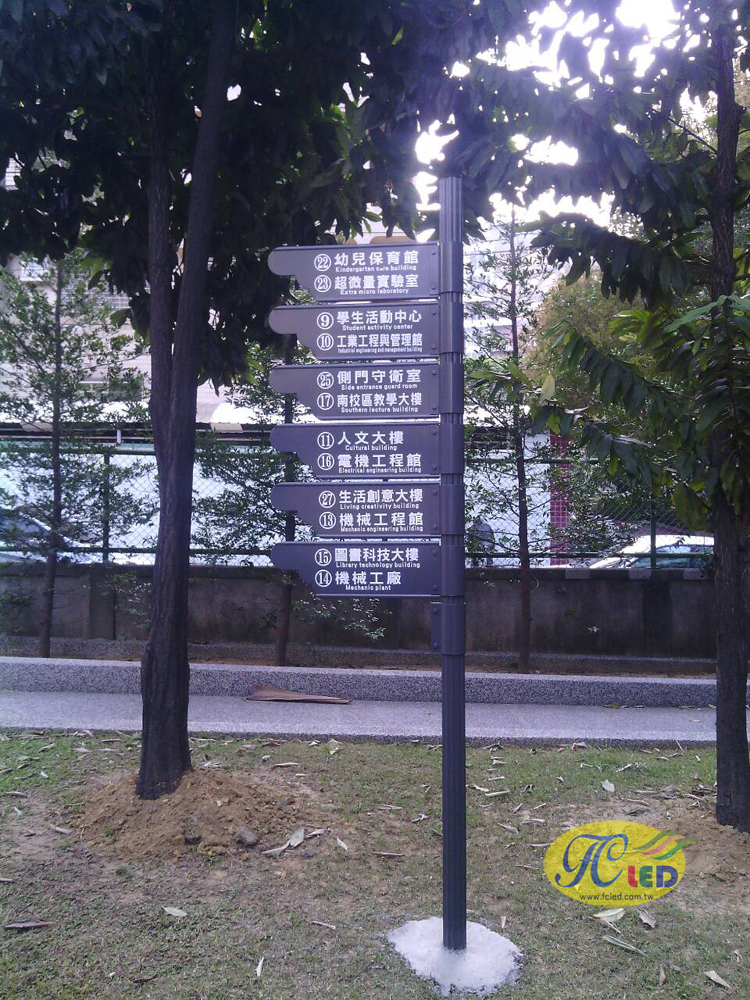 22 幼兒保育館
Kindergarten care building
23 超微量實驗室
Extra micro laboratory
9 學生活動中心
Student activity center
10 工業工程與管理館
Industrial engineering and management building
25 側門守衛室
Side entrance guard room
17 南校區教學大樓
Southern lecture building
11 人文大樓
Cultural building
16 電機工程館
Electrical engineering building
27 生活創意大樓
Living creativity building
13 機械工程館
Mechanic engineering building
15 圖書科技大樓
Library technology building
14 機械工廠
Mechanic plant
FC LED
www.fcled.com.tw